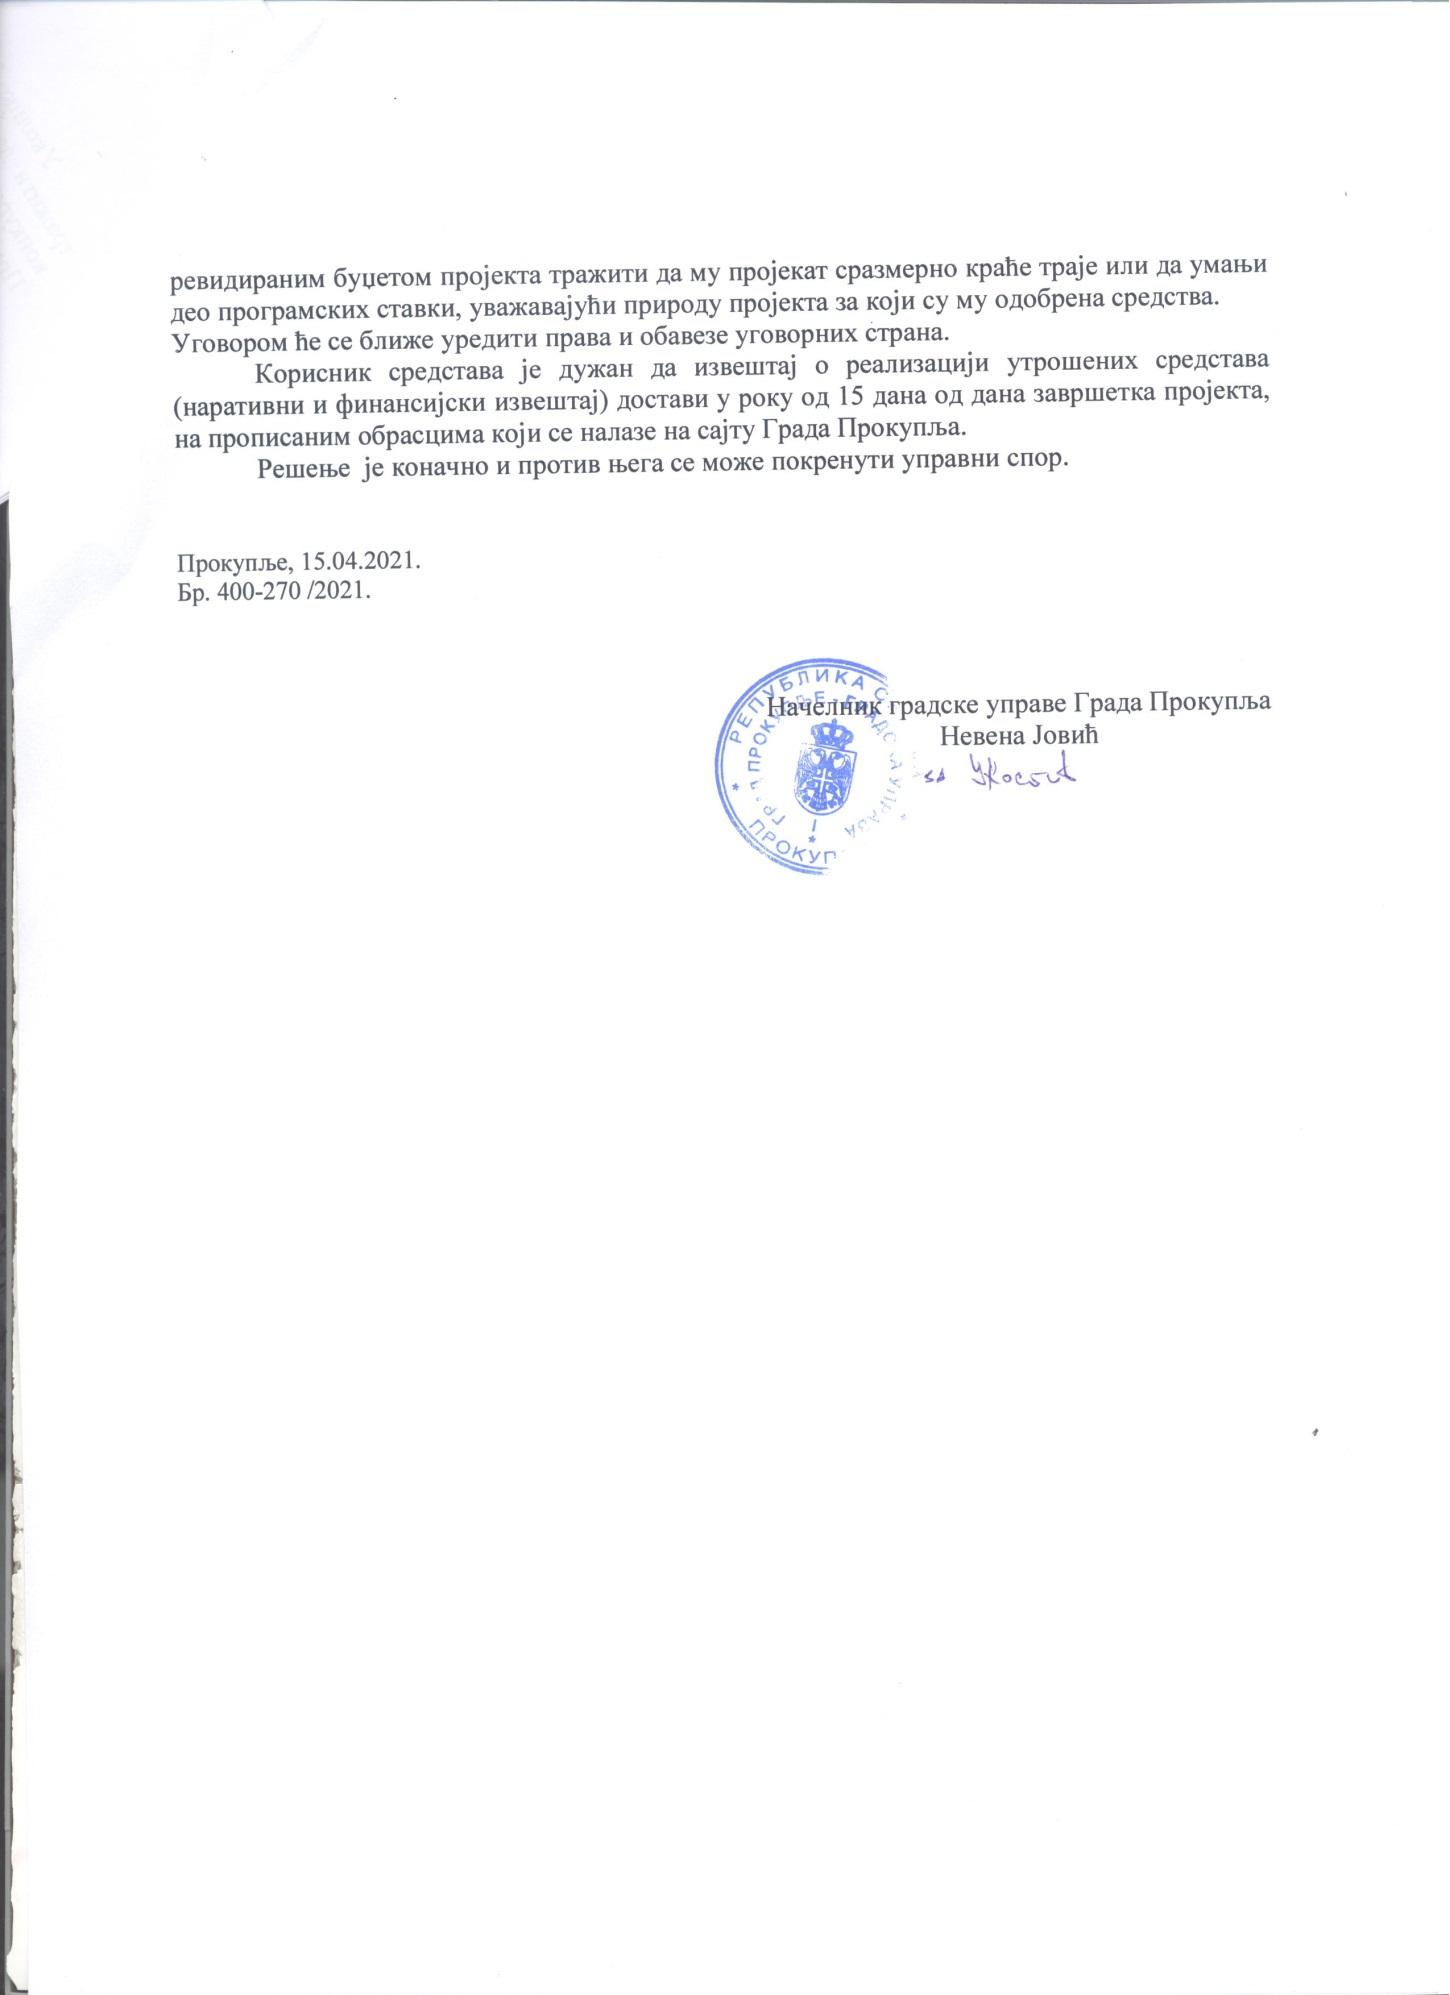 ревидираним буџетом пројекта тражити да му пројекат сразмерно краће траје или да умањи
део програмских ставки, уважавајући природу пројекта за који су му одобрена средства.
Уговором ће се ближе уредити права и обавезе уговорних страна.
Корисник средстава је дужан да извештај о реализацији утрошених средстава
(наративни и финансијски извештај) достави у року од 15 дана од дана завршетка пројекта,
на прописаним обрасцима који се налазе на сајту Града Прокупља.
Решење је коначно и против њега се може покренути управни спор.
Прокупље, 15.04.2021.
Бр. 400-270 /2021.
Начелник градске управе Града Прокупља
Невена Јовић
за
РЕПУБЛИКА С
ПРОКУПЉЕ - ГРАДС
УПРАВА
I
ПРОКУП